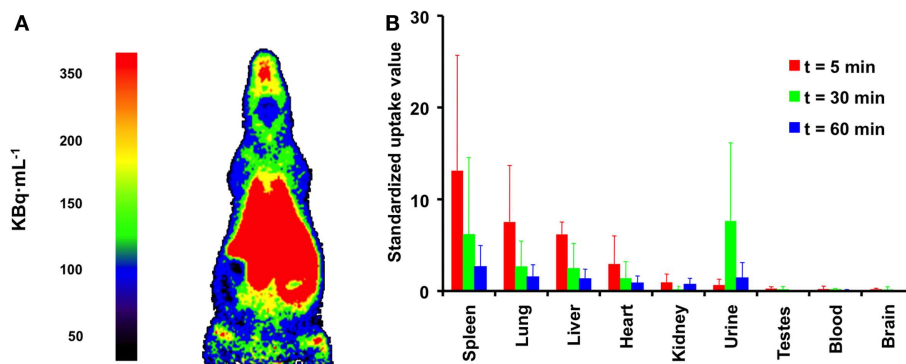 A
KBq·mL⁻¹
350
200
150
100
50
B
Standardized uptake value
30
20
10
0
t = 5 min
t = 30 min
t = 60 min
Spleen
Lung
Liver
Heart
Kidney
Urine
Testes
Blood
Brain